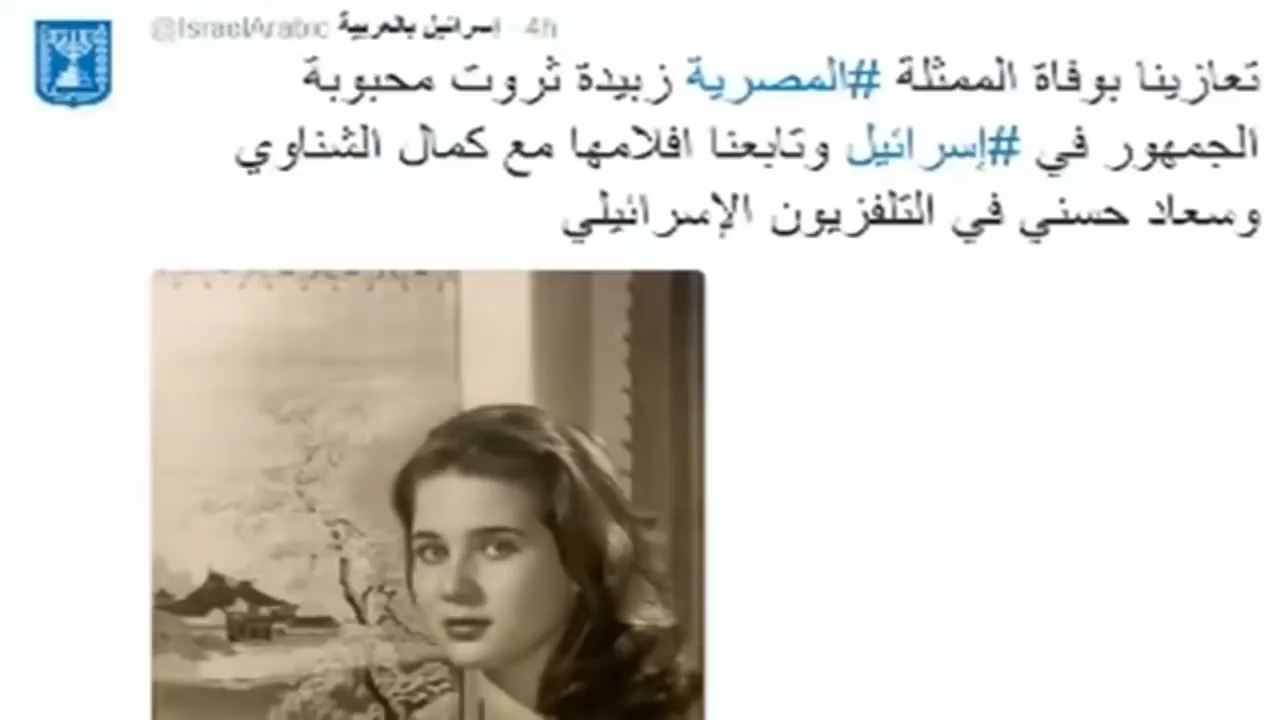 @IsraelArabic إسرائيل بالعربية · 4h
تعازينا بوفاة الممثلة #المصرية زبيدة ثروت محبوبة
الجمهور في #إسرائيل وتابعنا افلامها مع كمال الشناوي
وسعاد حسني في التلفزيون الإسرائيلي